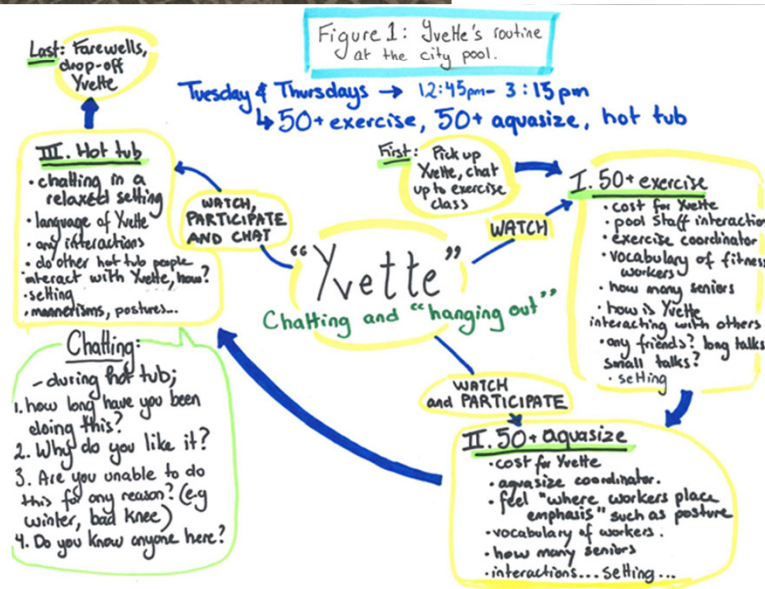 Figure 1: Yvette's routine
at the city pool.
Tuesday & Thursdays → 12:45pm- 3:15pm
↳ 50+ exercise, 50+ aquasize, hot tub
First: Pick up
Yvette, chat
up to exercise
class
WATCH
I. 50+ exercise
• cost for Yvette
• pool staff interaction
• exercise coordinator
• vocabulary of fitness
workers
• how many seniors
• how is Yvette
interacting with others
• any friends? long talks
small talks?
• setting
"Yvette"
Chatting and "hanging out"
WATCH
and PARTICIPATE
II. 50+ aquasize
• cost for Yvette
• aquasize coordinator.
• feel "where workers place
emphasis" such as posture
• vocabulary of workers.
• how many seniors
• interactions... setting...
WATCH,
PARTICIPATE
AND CHAT
III. Hot tub
• chatting in a
relaxed setting
• language of Yvette
• any interactions
• do other hot tub people
interact with Yvette, how?
• setting
• mannerisms, postures...
Chatting:
- during hot tub;
1. how long have you been
doing this?
2. Why do you like it?
3. Are you unable to do
this for any reason? (e.g
winter, bad knee)
4. Do you know anyone here?
Last: Farewells,
drop-off
Yvette